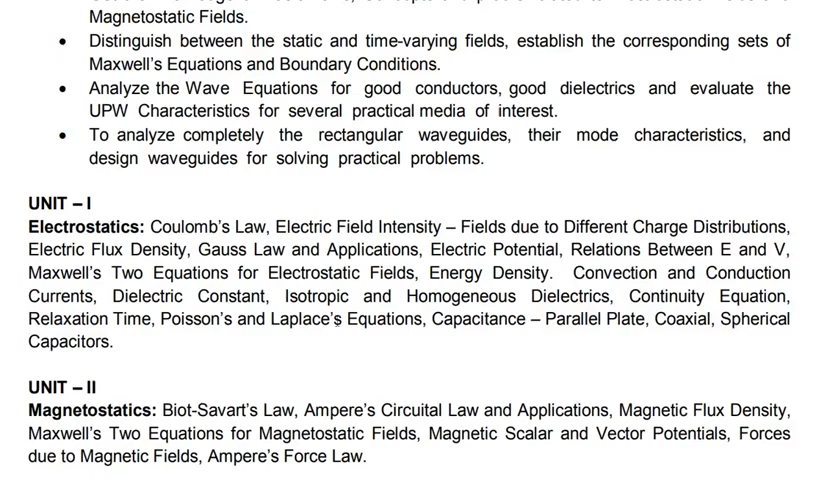 Magnetostatic Fields.
• Distinguish between the static and time-varying fields, establish the corresponding sets of
Maxwell's Equations and Boundary Conditions.
• Analyze the Wave Equations for good conductors, good dielectrics and evaluate the
UPW Characteristics for several practical media of interest.
• To analyze completely the rectangular waveguides, their mode characteristics, and
design waveguides for solving practical problems.
UNIT – I
Electrostatics: Coulomb's Law, Electric Field Intensity – Fields due to Different Charge Distributions,
Electric Flux Density, Gauss Law and Applications, Electric Potential, Relations Between E and V,
Maxwell's Two Equations for Electrostatic Fields, Energy Density. Convection and Conduction
Currents, Dielectric Constant, Isotropic and Homogeneous Dielectrics, Continuity Equation,
Relaxation Time, Poisson's and Laplace's Equations, Capacitance – Parallel Plate, Coaxial, Spherical
Capacitors.
UNIT – II
Magnetostatics: Biot-Savart's Law, Ampere's Circuital Law and Applications, Magnetic Flux Density,
Maxwell's Two Equations for Magnetostatic Fields, Magnetic Scalar and Vector Potentials, Forces
due to Magnetic Fields, Ampere's Force Law.